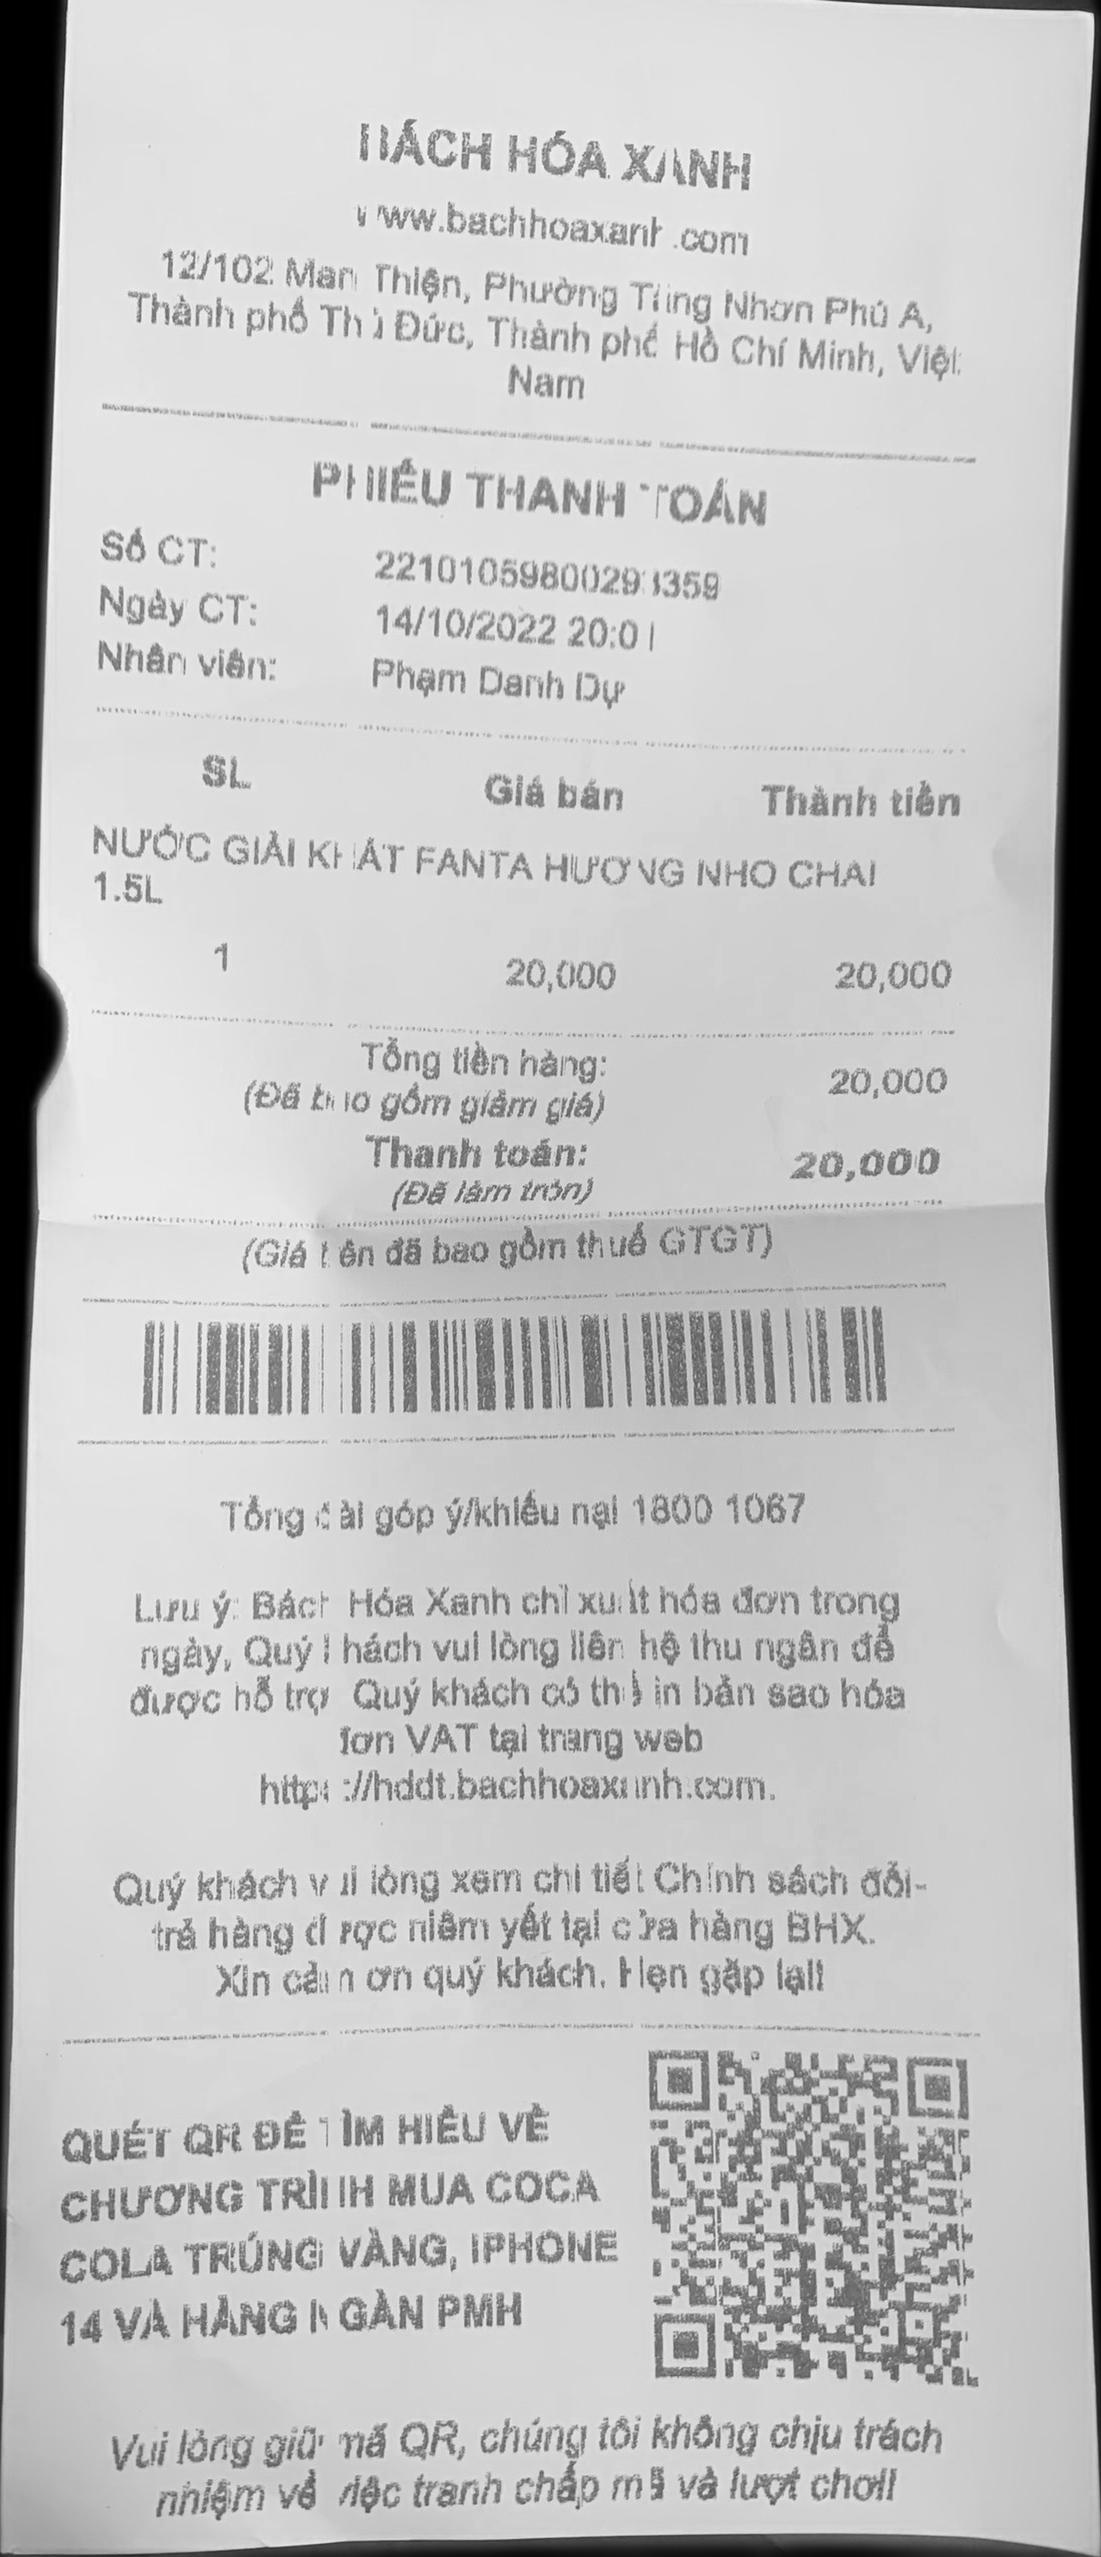 BÁCH HÓA XANH
www.bachhoaxanh.com
12/102 Man Thiện, Phường Tăng Nhơn Phú A,
Thành phố Thủ Đức, Thành phố Hồ Chí Minh, Việt
Nam
PHIẾU THANH TOÁN
Số CT:
Ngày CT: 14/10/2022
Nhân viên: Phạm Danh Dự
SL Giá bán Thành tiền
NƯỚC GIẢI KHÁT FANTA HƯƠNG NHO CHAI
1.5L
1 20,000 20,000
Tổng tiền hàng: 20,000
(Đã bao gồm giảm giá)
Thanh toán: 20,000
(Đã làm tròn)
(Giá trên đã bao gồm thuế GTGT)
Tổng đài góp ý/khiếu nại 1800 1067
Lưu ý: Bách Hóa Xanh chỉ xuất hóa đơn trong
ngày, Quý khách vui lòng liên hệ thu ngân để
được hỗ trợ. Quý khách có thể in bản sao hóa
đơn VAT tại trang web
https://hddt.bachhoaxanh.com.
Quý khách vui lòng xem chi tiết Chính sách đổi-
trả hàng được niêm yết tại cửa hàng BHX.
Xin cảm ơn quý khách. Hẹn gặp lại!
QUÉT QR ĐỂ TÌM HIỂU VỀ
CHƯƠNG TRÌNH MUA COCA
COLA TRÚNG VÀNG, IPHONE
14 VÀ HÀNG NGÀN PMH
Vui lòng giữ mã QR, chúng tôi không chịu trách
nhiệm về việc tranh chấp mã và lượt chơi!